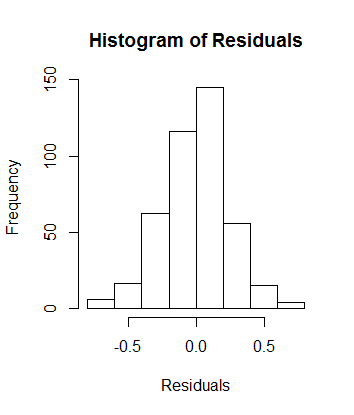 Histogram of Residuals
150
100
50
0
Frequency
-0.5 0.0 0.5
Residuals